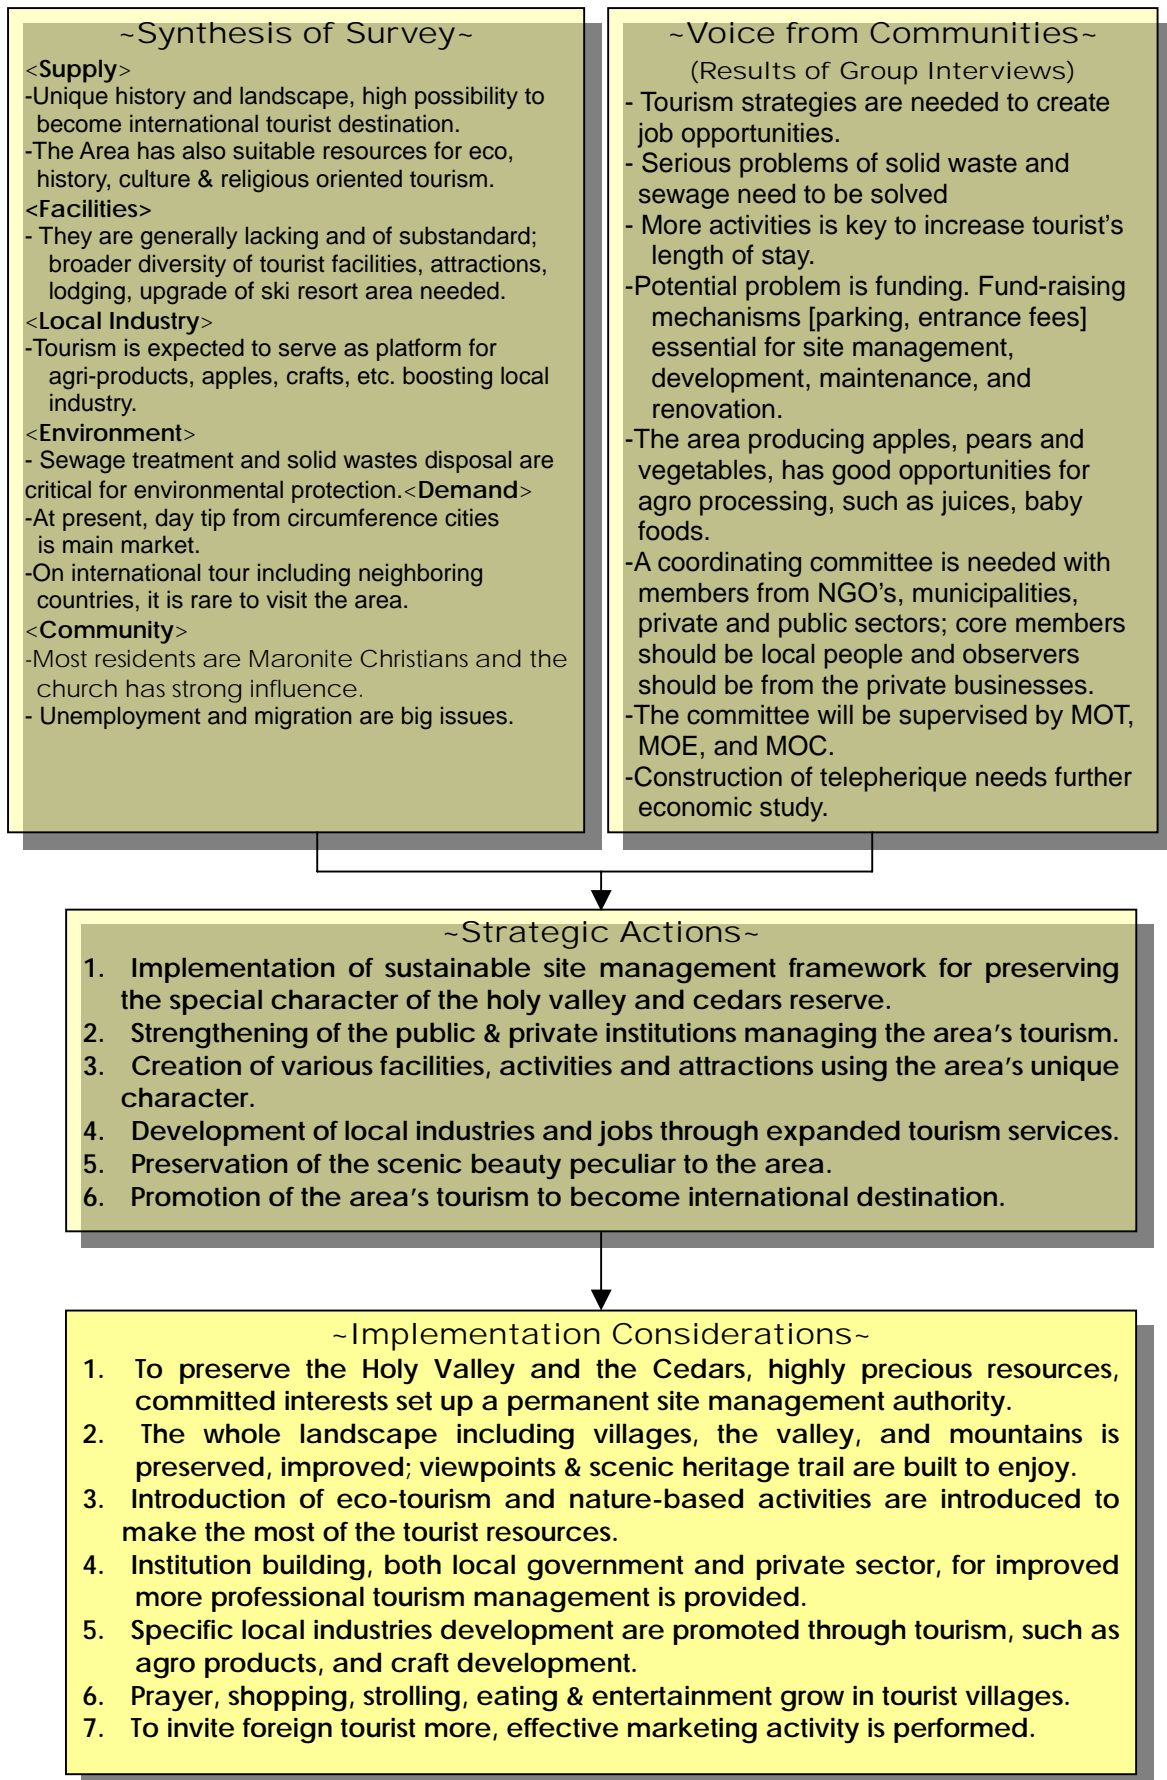 ~Synthesis of Survey~
<Supply>
-Unique history and landscape, high possibility to
become international tourist destination.
-The Area has also suitable resources for eco,
history, culture & religious oriented tourism.
<Facilities>
- They are generally lacking and of substandard;
broader diversity of tourist facilities, attractions,
lodging, upgrade of ski resort area needed.
<Local Industry>
-Tourism is expected to serve as platform for
agri-products, apples, crafts, etc. boosting local
industry.
<Environment>
- Sewage treatment and solid wastes disposal are
critical for environmental protection.<Demand>
-At present, day tip from circumference cities
is main market.
-On international tour including neighboring
countries, it is rare to visit the area.
<Community>
-Most residents are Maronite Christians and the
church has strong influence.
- Unemployment and migration are big issues.
~Voice from Communities~
(Results of Group Interviews)
- Tourism strategies are needed to create
job opportunities.
- Serious problems of solid waste and
sewage need to be solved
- More activities is key to increase tourist's
length of stay.
-Potential problem is funding. Fund-raising
mechanisms [parking, entrance fees]
essential for site management,
development, maintenance, and
renovation.
-The area producing apples, pears and
vegetables, has good opportunities for
agro processing, such as juices, baby
foods.
-A coordinating committee is needed with
members from NGO's, municipalities,
private and public sectors; core members
should be local people and observers
should be from the private businesses.
-The committee will be supervised by MOT,
MOE, and MOC.
-Construction of telepherique needs further
economic study.
~Strategic Actions~
1. Implementation of sustainable site management framework for preserving
the special character of the holy valley and cedars reserve.
2. Strengthening of the public & private institutions managing the area's tourism.
3. Creation of various facilities, activities and attractions using the area's unique
character.
4. Development of local industries and jobs through expanded tourism services.
5. Preservation of the scenic beauty peculiar to the area.
6. Promotion of the area's tourism to become international destination.
~Implementation Considerations~
1. To preserve the Holy Valley and the Cedars, highly precious resources,
committed interests set up a permanent site management authority.
2. The whole landscape including villages, the valley, and mountains is
preserved, improved; viewpoints & scenic heritage trail are built to enjoy.
3. Introduction of eco-tourism and nature-based activities are introduced to
make the most of the tourist resources.
4. Institution building, both local government and private sector, for improved
more professional tourism management is provided.
5. Specific local industries development are promoted through tourism, such as
agro products, and craft development.
6. Prayer, shopping, strolling, eating & entertainment grow in tourist villages.
7. To invite foreign tourist more, effective marketing activity is performed.